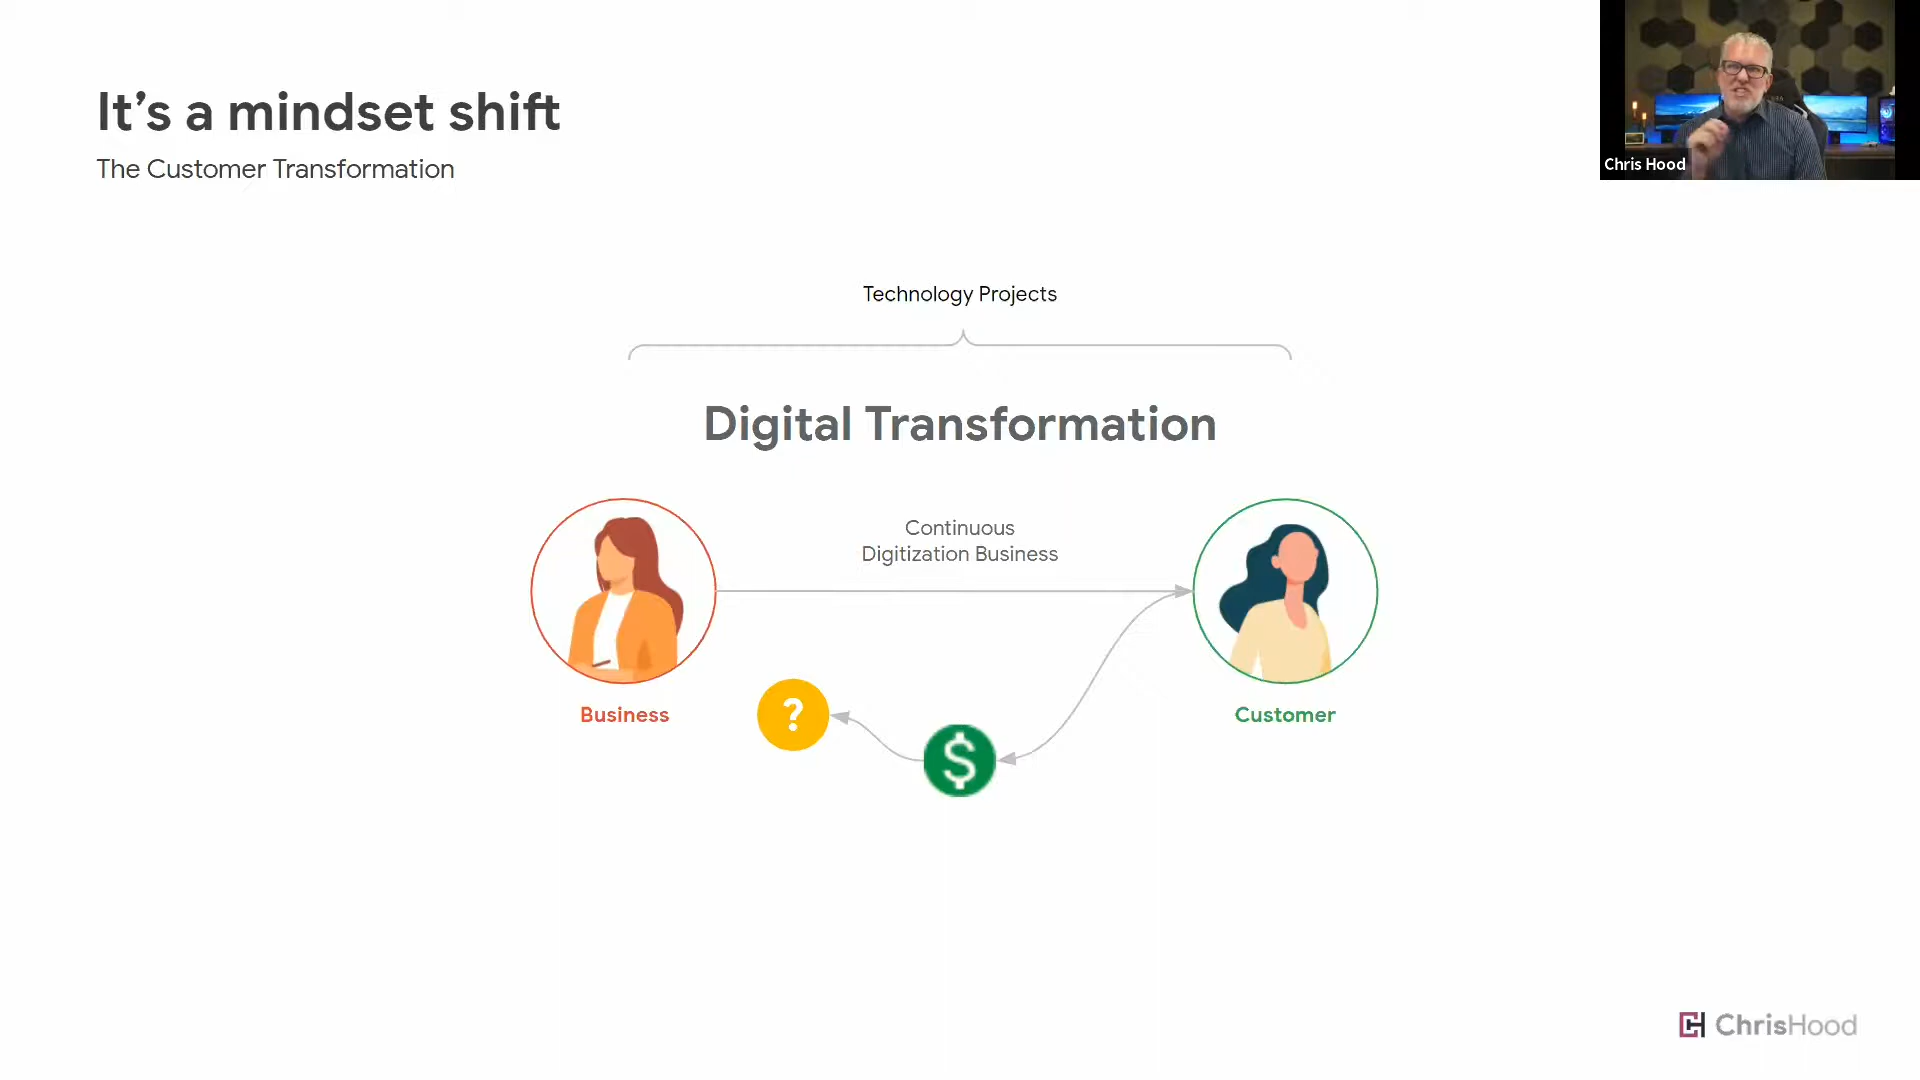 It’s a mindset shift
The Customer Transformation
Chris Hood
Technology Projects
Digital Transformation
Continuous
Digitization Business
Business
?
$
Customer
ChrisHood